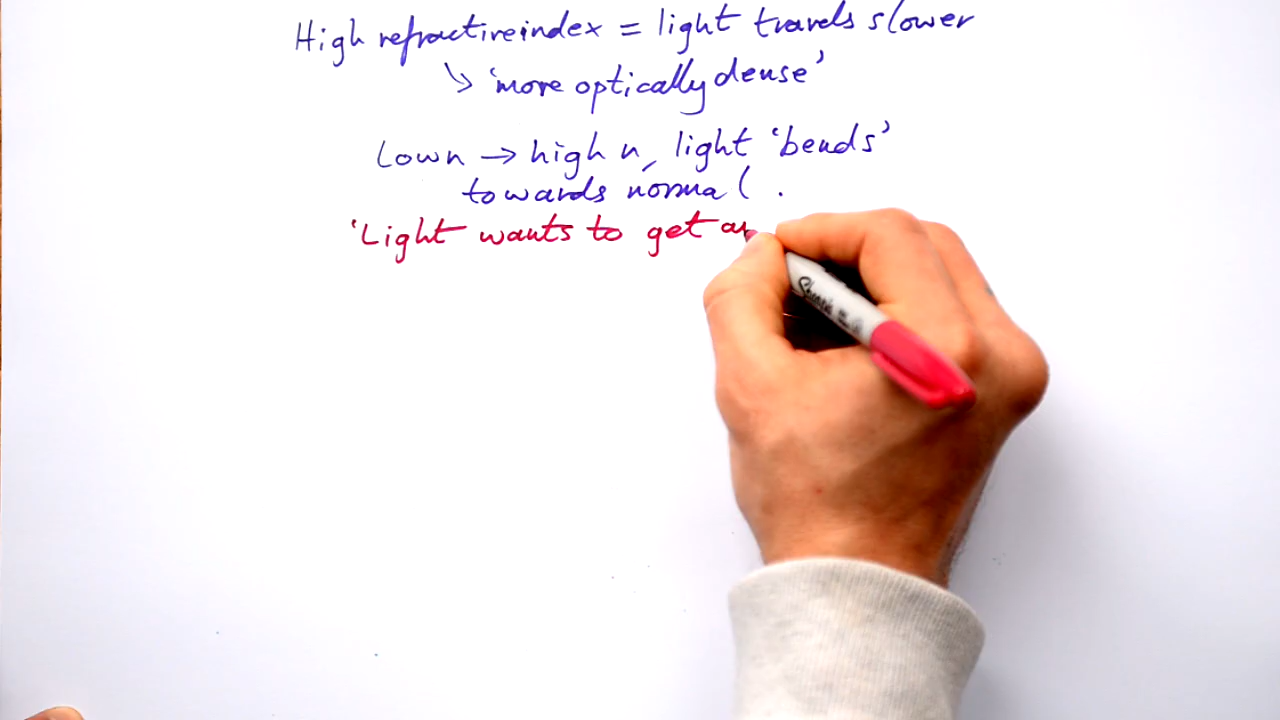 High refractive index = light travels slower
↳ 'more optically dense'
Low n → high n, light 'bends'
towards normal.
'Light wants to get